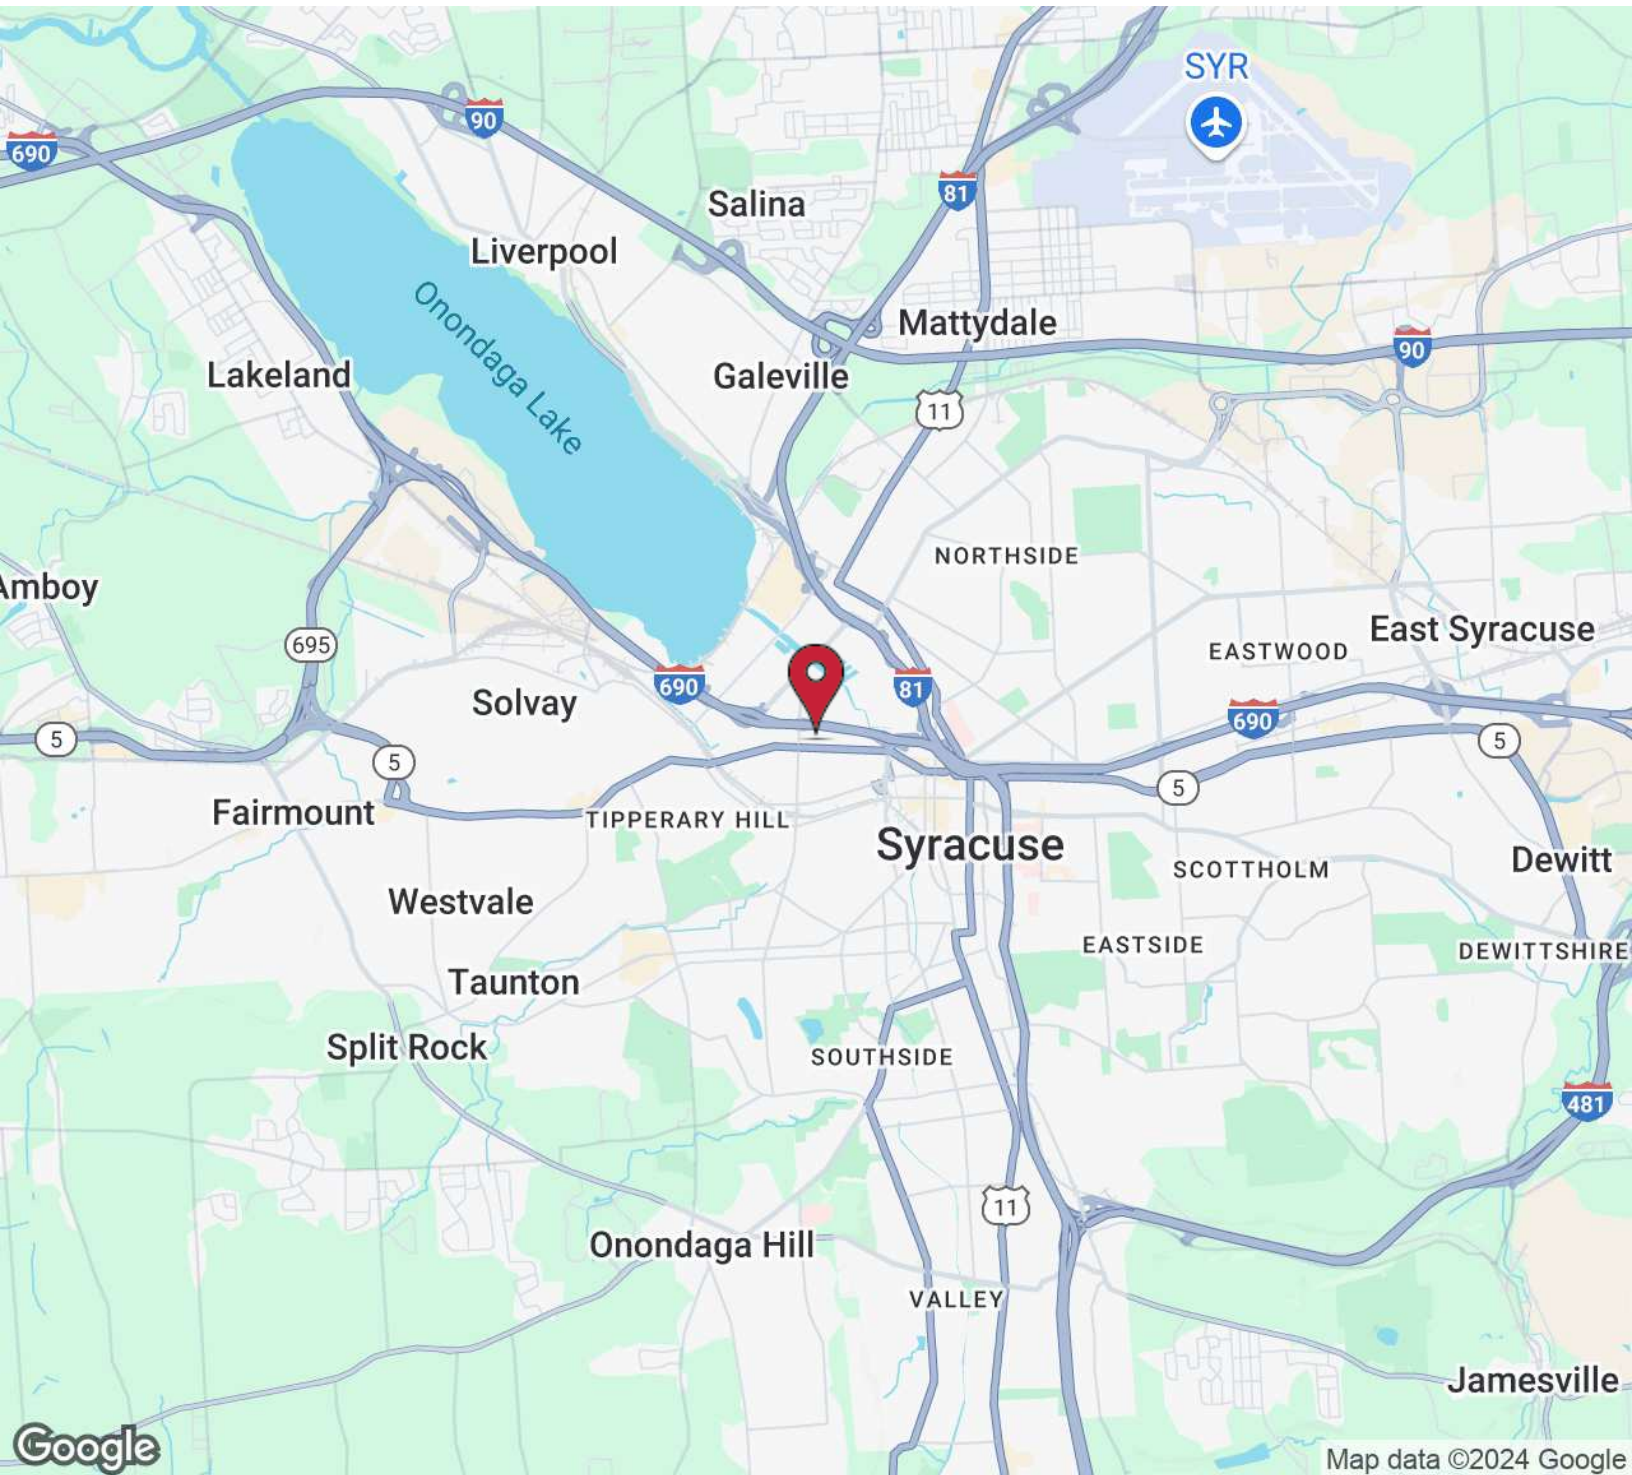 SYR
90
690
81
Salina
Liverpool
Onondaga Lake
Mattydale
90
Lakeland
Galeville
11
NORTHSIDE
Amboy
East Syracuse
695
EASTWOOD
690
81
Solvay
690
5
5
5
5
Fairmount
TIPPERARY HILL
Syracuse
Dewitt
SCOTTHOLM
Westvale
EASTSIDE
DEWITTSHIRE
Taunton
Split Rock
SOUTHSIDE
481
11
Onondaga Hill
VALLEY
Jamesville
Google
Map data ©2024 Google